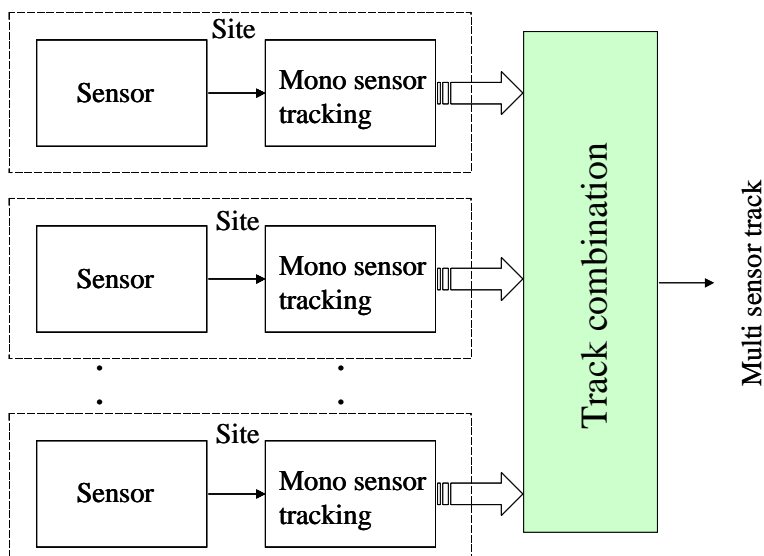 Site
Sensor
Mono sensor
tracking
Site
Sensor
Mono sensor
tracking
Site
Sensor
Mono sensor
tracking
Track combination
Multi sensor track